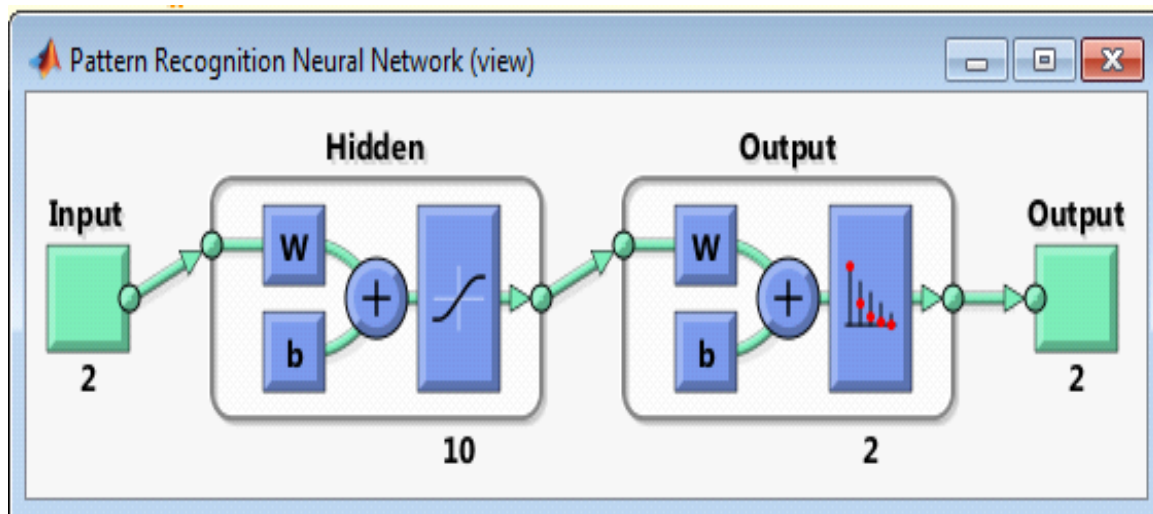 Pattern Recognition Neural Network (view)
Hidden
Output
Input
Output
W
W
+
+
b
b
2
2
10
2